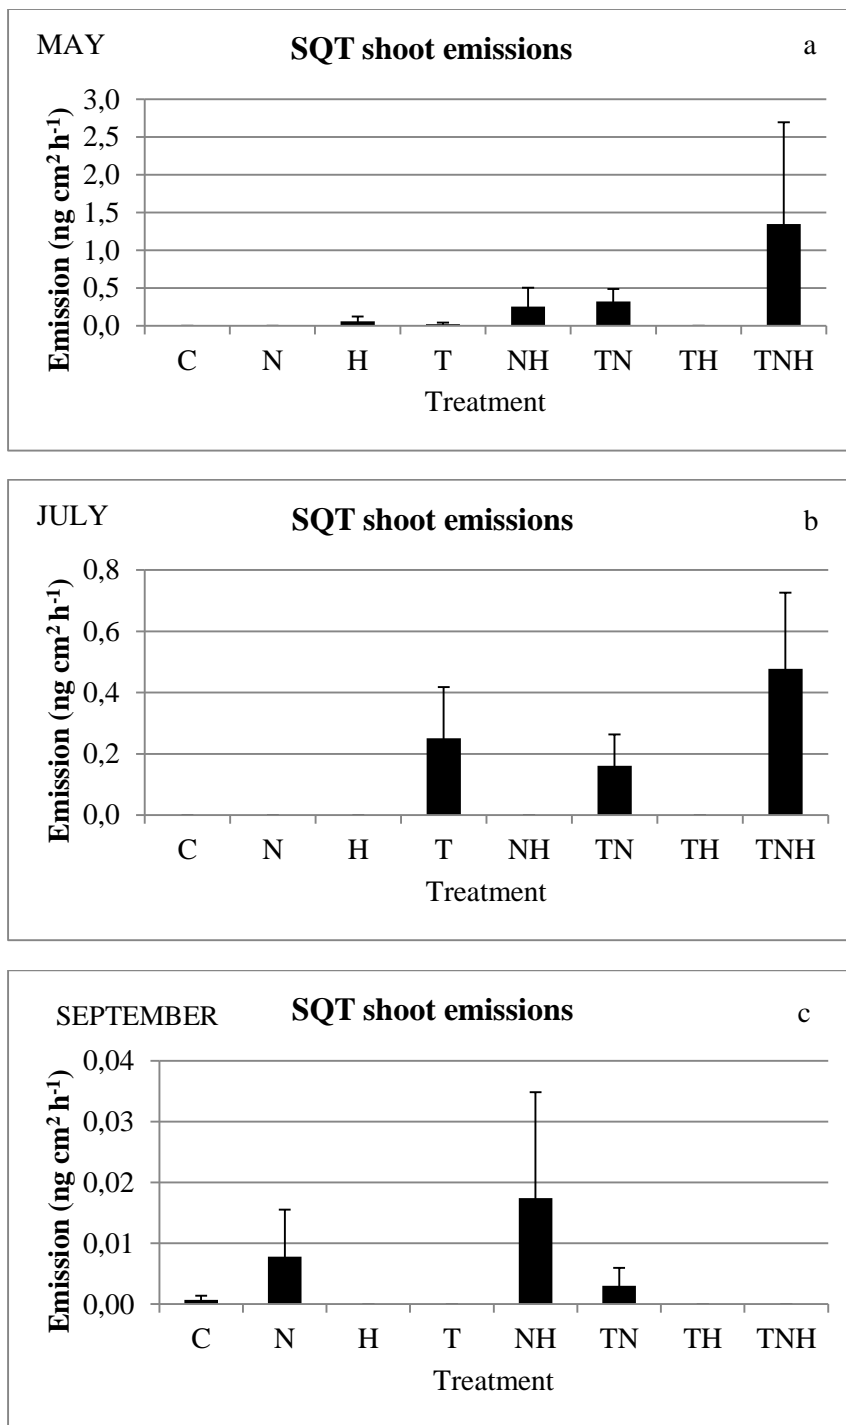 MAY
SQT shoot emissions
a
Emission (ng cm² h⁻¹)
3,0
2,5
2,0
1,5
1,0
0,5
0,0
C N H T NH TN TH TNH
Treatment
JULY
SQT shoot emissions
b
Emission (ng cm² h⁻¹)
0,8
0,6
0,4
0,2
0,0
C N H T NH TN TH TNH
Treatment
SEPTEMBER
SQT shoot emissions
c
Emission (ng cm² h⁻¹)
0,04
0,03
0,02
0,01
0,00
C N H T NH TN TH TNH
Treatment